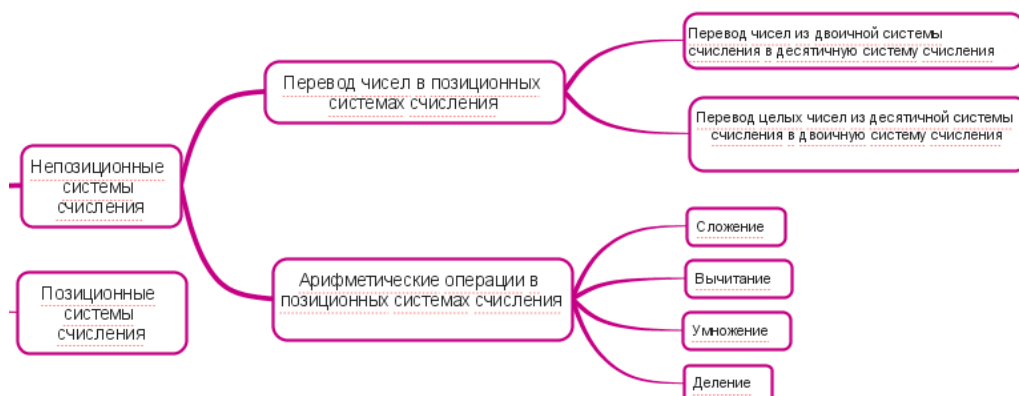 Непозиционные
системы
счисления
Позиционные
системы
счисления
Перевод чисел в позиционных
системах счисления
Перевод чисел из двоичной системы
счисления в десятичную систему счисления
Перевод целых чисел из десятичной системы
счисления в двоичную систему счисления
Арифметические операции в
позиционных системах счисления
Сложение
Вычитание
Умножение
Деление